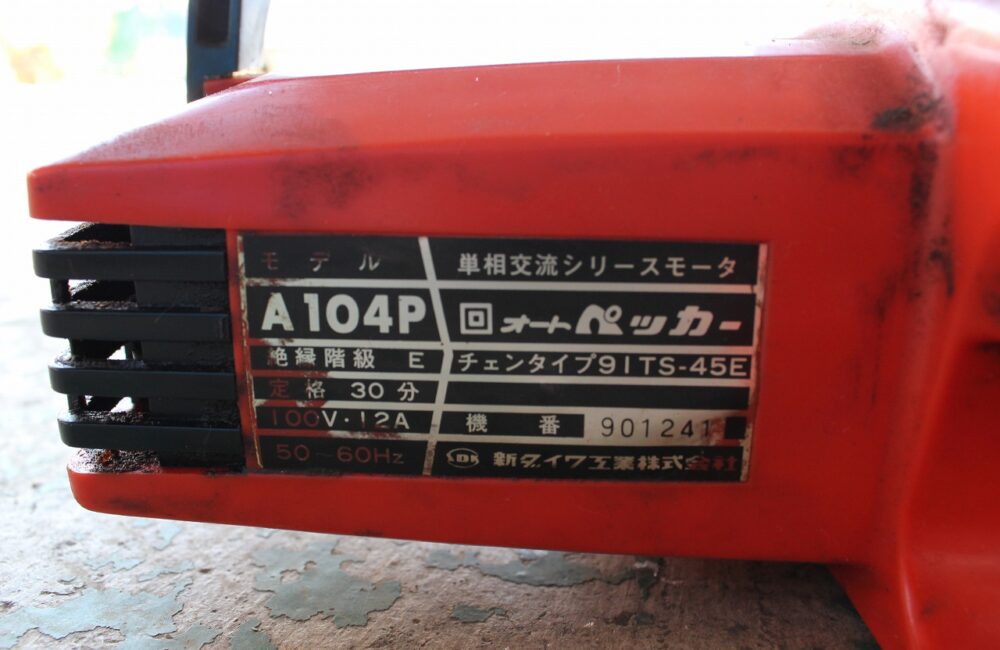 モデル
A104P
絶縁階級 E
定格 30分
100V・12A
50～60Hz
単相交流シリースモータ
回 オートペッカー
チェンタイプ91TS-45E
機番 901241
新ダイワ工業株式会社